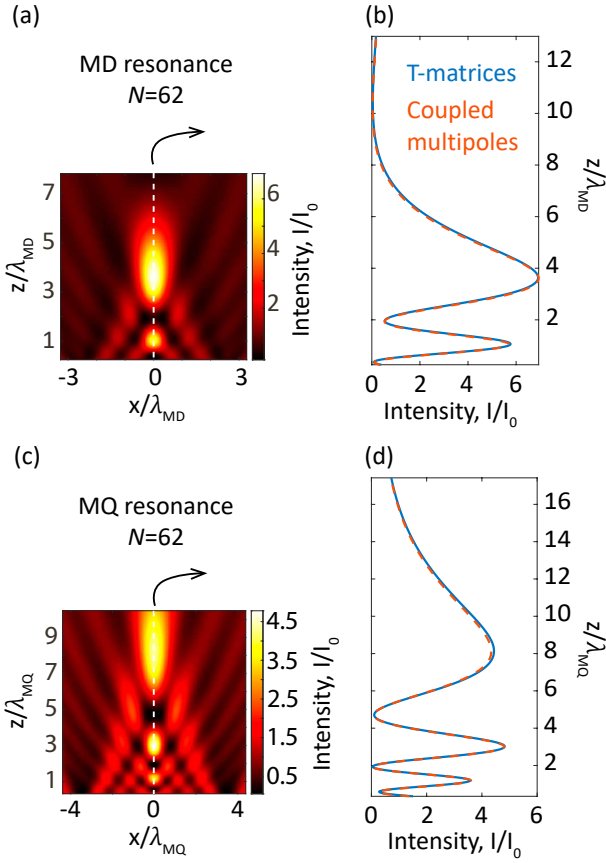 (a)
MD resonance
N=62
7
5
3
1
z/λMD
-3
0
3
x/λMD
6
4
2
Intensity, I/I0
(b)
T-matrices
Coupled
multipoles
12
10
8
6
4
2
z/λMD
0
2
4
6
Intensity, I/I0
(c)
MQ resonance
N=62
9
7
5
3
1
z/λMQ
-4
0
4
x/λMQ
4.5
3.5
2.5
1.5
0.5
Intensity, I/I0
(d)
16
14
12
10
8
6
4
2
z/λMQ
0
2
4
6
Intensity, I/I0